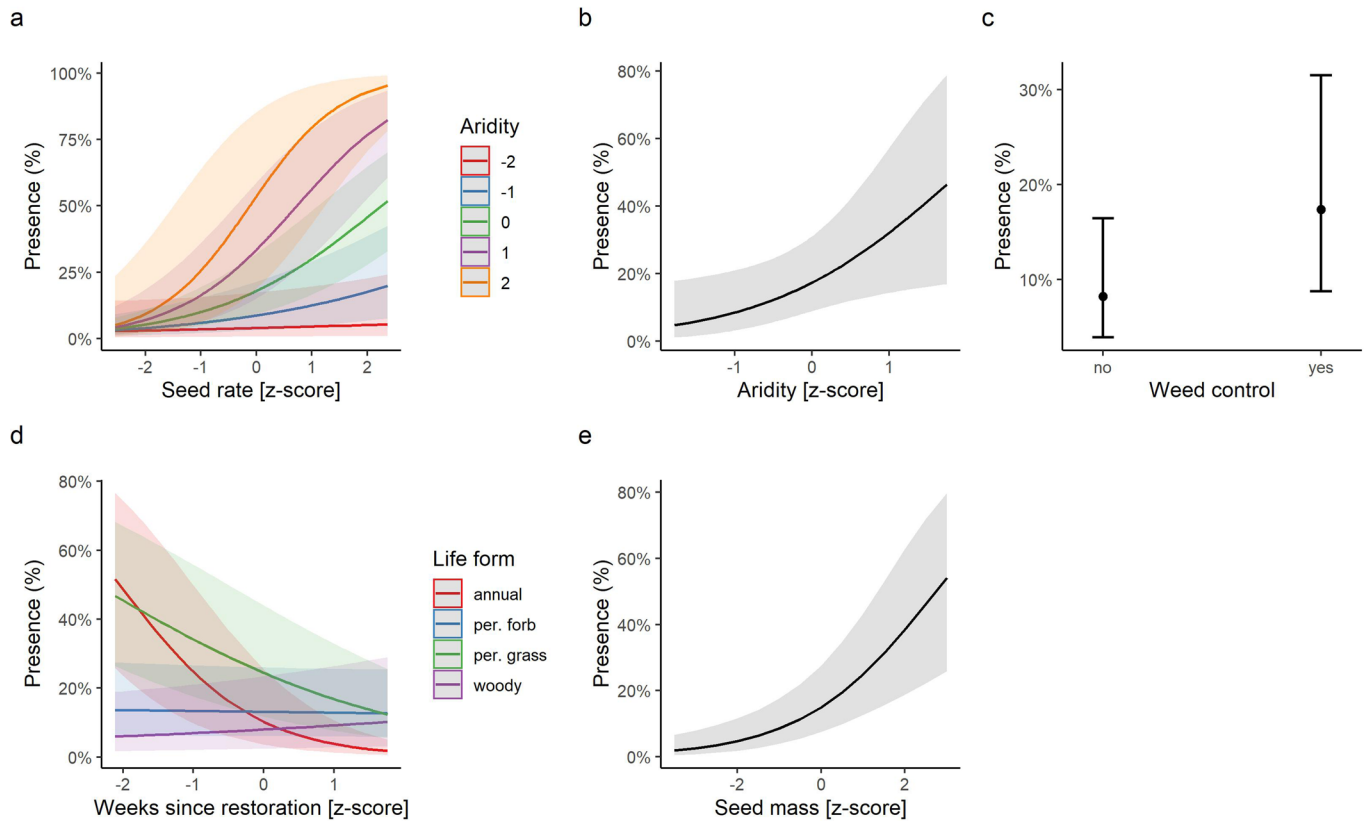 a
100%
75%
50%
25%
0%
Presence (%)
-2
-1
0
1
2
Seed rate [z-score]
Aridity
-2
-1
0
1
2
b
80%
60%
40%
20%
0%
Presence (%)
-1
0
1
Aridity [z-score]
c
30%
20%
10%
Presence (%)
no
yes
Weed control
d
80%
60%
40%
20%
0%
Presence (%)
-2
-1
0
1
Weeks since restoration [z-score]
Life form
annual
per. forb
per. grass
woody
e
80%
60%
40%
20%
0%
Presence (%)
-2
0
2
Seed mass [z-score]